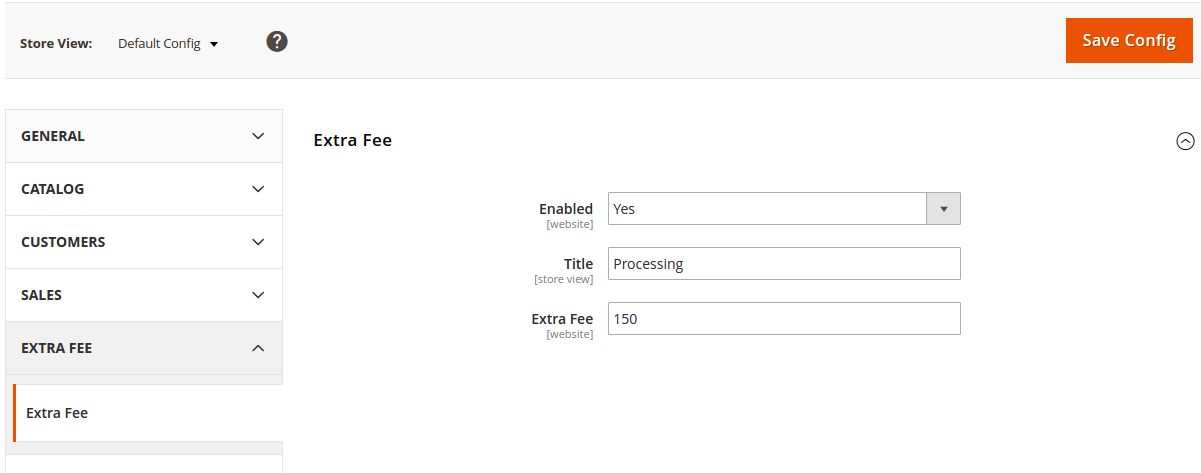 Store View: Default Config ?
Save Config
GENERAL
CATALOG
CUSTOMERS
SALES
EXTRA FEE
Extra Fee
Extra Fee
Enabled Yes
[website]
Title Processing
[store view]
Extra Fee 150
[website]